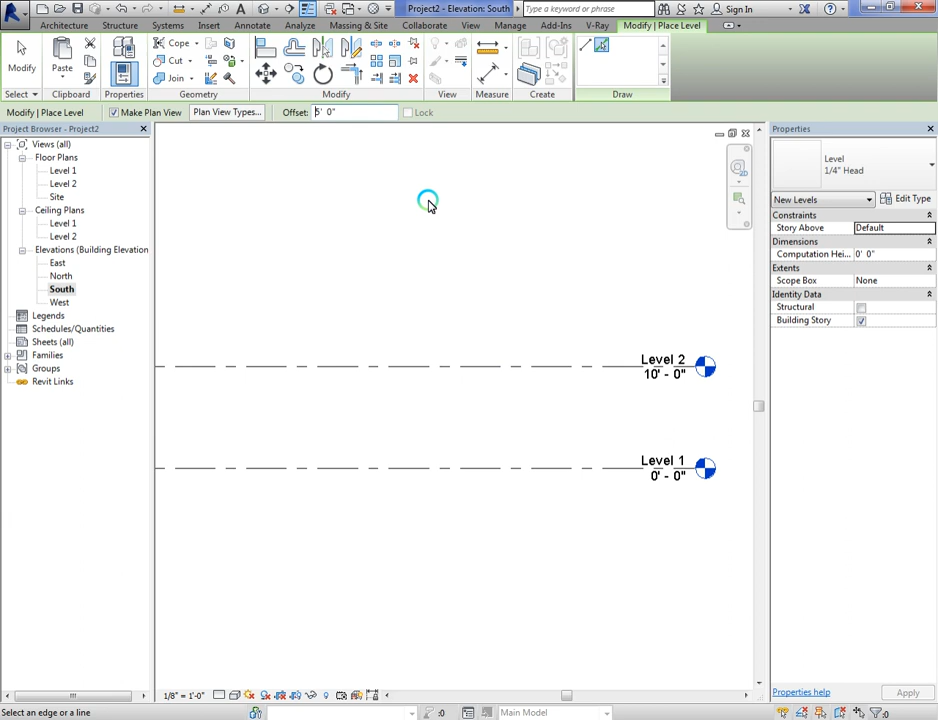 Project2 - Elevation: South
Type a keyword or phrase
Sign In
Architecture Structure Systems Insert Annotate Analyze Massing & Site Collaborate View Manage Add-Ins V-Ray Modify | Place Level
Modify Paste Cope Cut Join
Select Clipboard Properties Geometry Modify View Measure Create Draw
Modify | Place Level Make Plan View Plan View Types... Offset: 5' 0" Lock
Project Browser - Project2
Views (all)
Floor Plans
Level 1
Level 2
Site
Ceiling Plans
Level 1
Level 2
Elevations (Building Elevation
East
North
South
West
Legends
Schedules/Quantities
Sheets (all)
Families
Groups
Revit Links
Level 2
10' - 0"
Level 1
0' - 0"
Properties
Level
1/4" Head
New Levels Edit Type
Constraints
Story Above Default
Dimensions
Computation Hei... 0' 0"
Extents
Scope Box None
Identity Data
Structural
Building Story
Properties help Apply
1/8" = 1'-0"
Select an edge or a line
:0
Main Model
:0